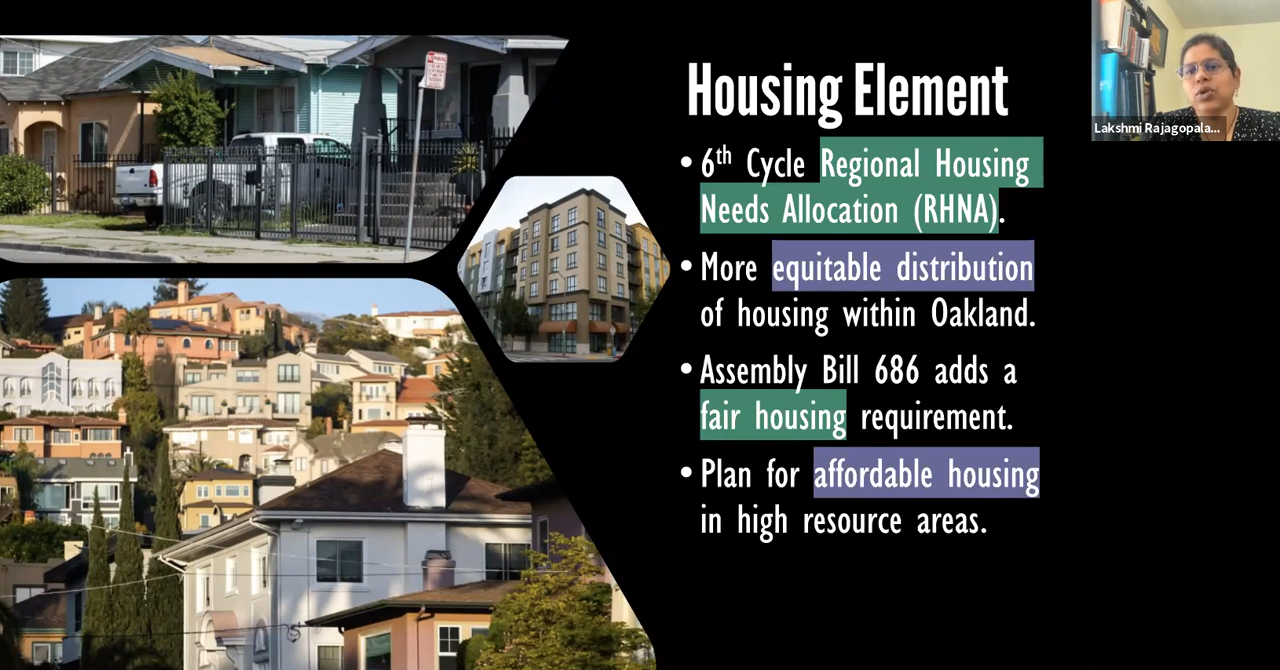 Housing Element
• 6th Cycle Regional Housing
Needs Allocation (RHNA).
• More equitable distribution
of housing within Oakland.
• Assembly Bill 686 adds a
fair housing requirement.
• Plan for affordable housing
in high resource areas.
Lakshmi Rajagopala...